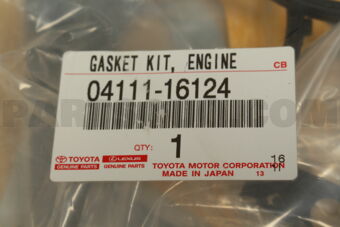 GASKET KIT, ENGINE
CB
04111-16124
QTY: 1
TOYOTA LEXUS TOYOTA MOTOR CORPORATION 16
GENUINE PARTS GENUINE PARTS MADE IN JAPAN 13